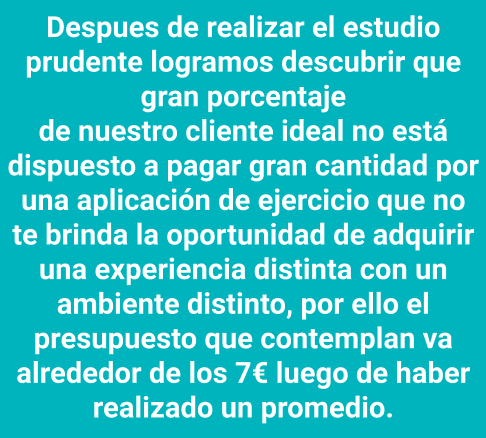 Despues de realizar el estudio
prudente logramos descubrir que
gran porcentaje
de nuestro cliente ideal no está
dispuesto a pagar gran cantidad por
una aplicación de ejercicio que no
te brinda la oportunidad de adquirir
una experiencia distinta con un
ambiente distinto, por ello el
presupuesto que contemplan va
alrededor de los 7€ luego de haber
realizado un promedio.